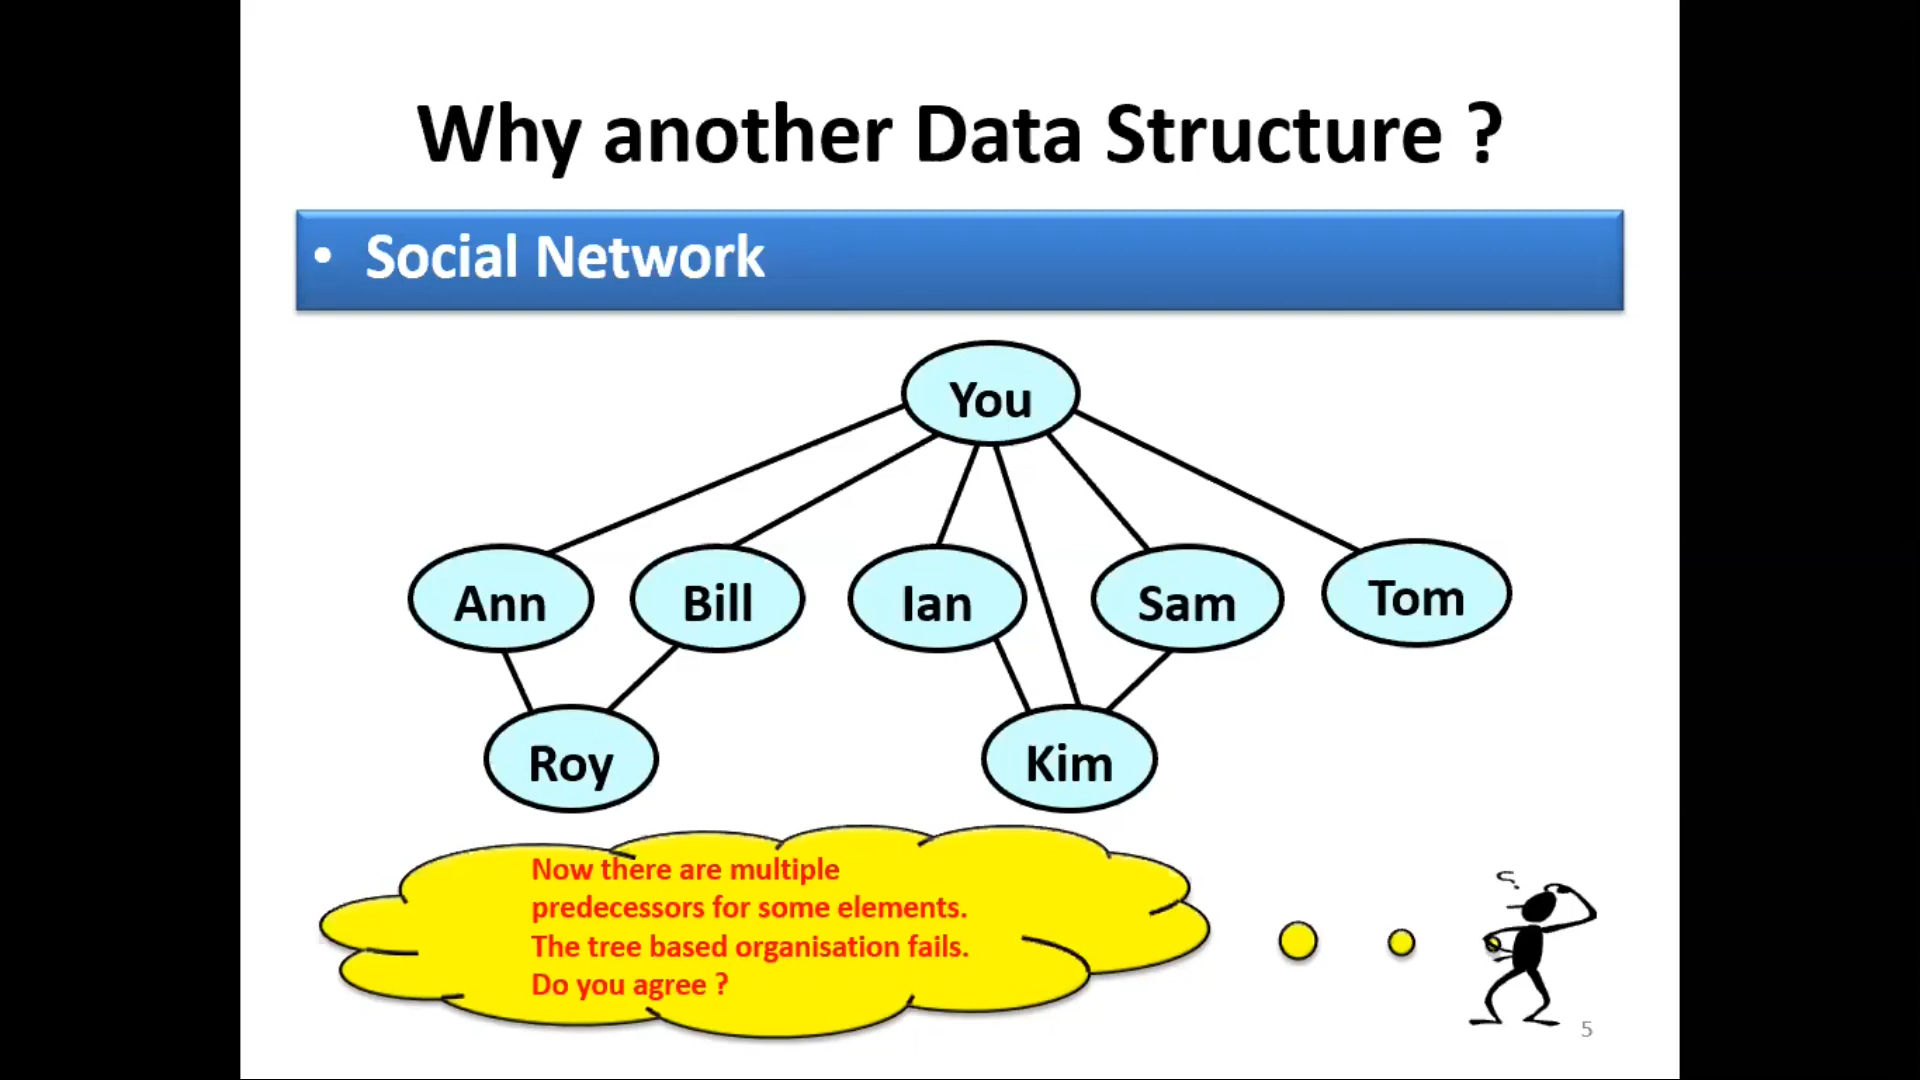 Why another Data Structure ?
• Social Network
You
Ann Bill Ian Sam Tom
Roy Kim
Now there are multiple
predecessors for some elements.
The tree based organisation fails.
Do you agree ?
5